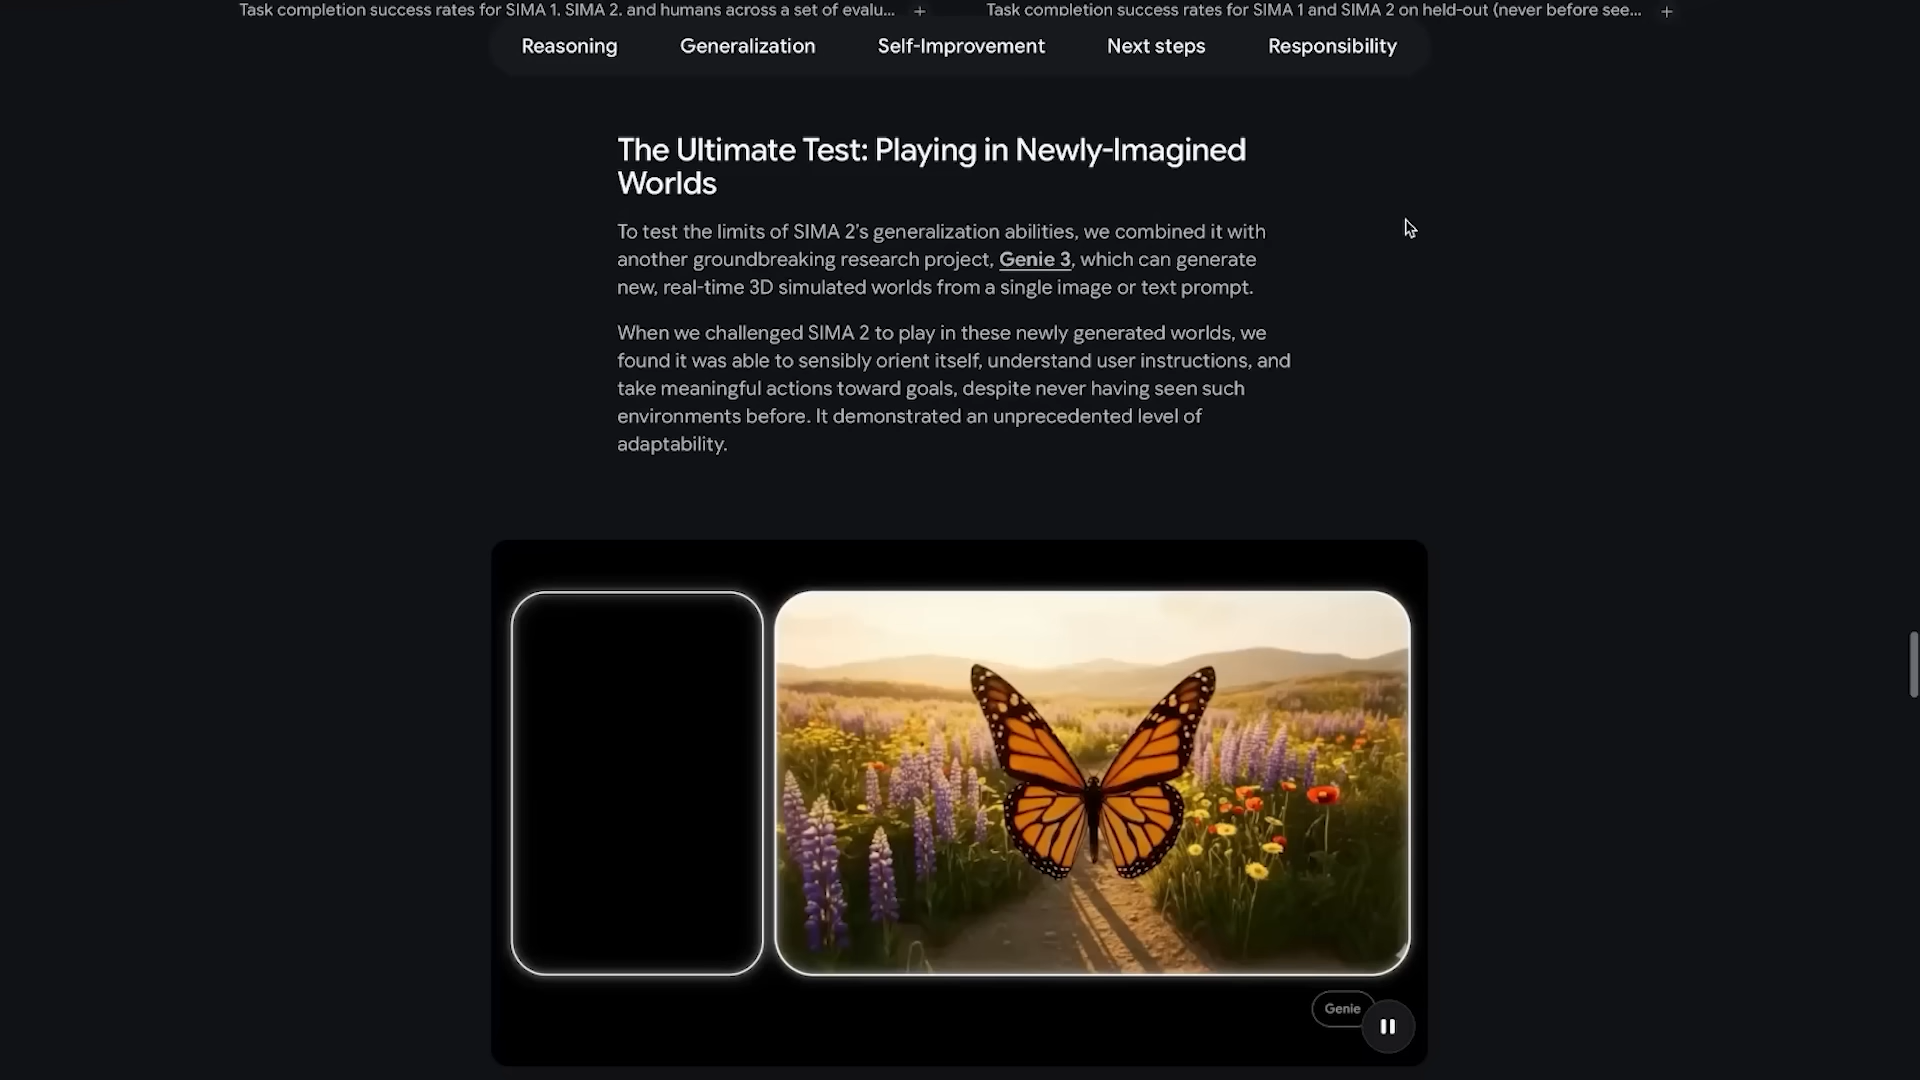 Task completion success rates for SIMA 1, SIMA 2, and humans across a set of evalu... +
Task completion success rates for SIMA 1 and SIMA 2 on held-out (never before see... +
Reasoning Generalization Self-Improvement Next steps Responsibility
The Ultimate Test: Playing in Newly-Imagined
Worlds
To test the limits of SIMA 2’s generalization abilities, we combined it with
another groundbreaking research project, Genie 3, which can generate
new, real-time 3D simulated worlds from a single image or text prompt.
When we challenged SIMA 2 to play in these newly generated worlds, we
found it was able to sensibly orient itself, understand user instructions, and
take meaningful actions toward goals, despite never having seen such
environments before. It demonstrated an unprecedented level of
adaptability.
Genie